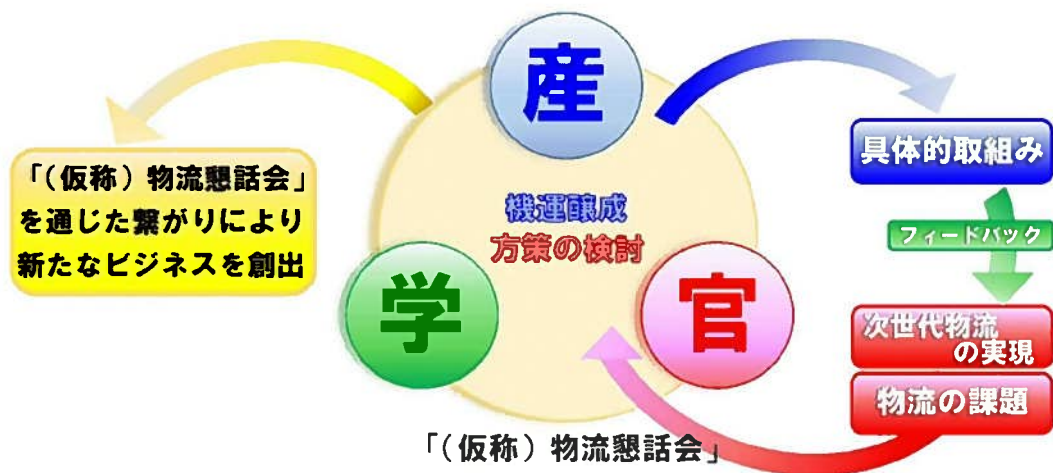 産
「(仮称)物流懇話会」
を通じた繋がりにより
新たなビジネスを創出
機運醸成
方策の検討
学
官
具体的取組み
フィードバック
次世代物流
の実現
物流の課題
「(仮称)物流懇話会」